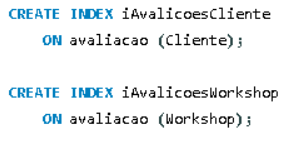 CREATE INDEX iAvalicoesCliente
ON avaliacao (Cliente);
CREATE INDEX iAvalicoesWorkshop
ON avaliacao (Workshop);